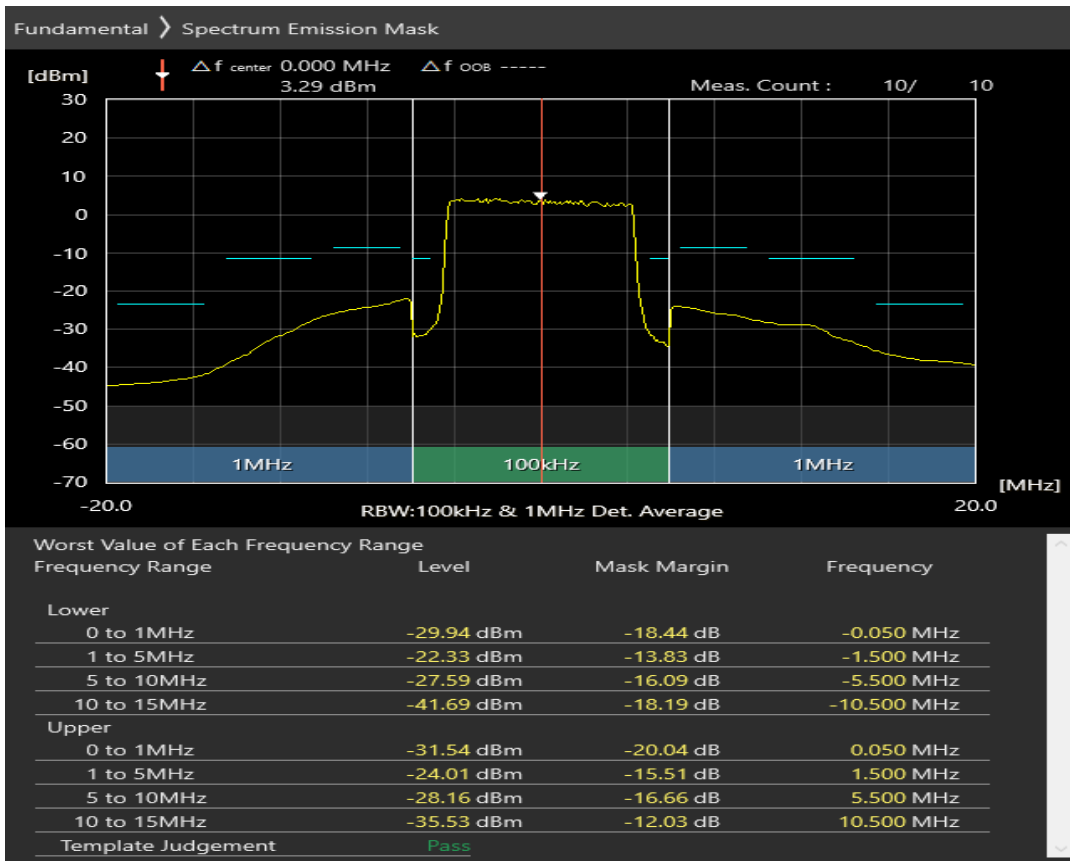 Fundamental ❯ Spectrum Emission Mask
[dBm] △f center 0.000 MHz △f OOB -----
3.29 dBm Meas. Count : 10/ 10
30
20
10
0
-10
-20
-30
-40
-50
-60
1MHz 100kHz 1MHz
-70 [MHz]
-20.0 RBW:100kHz & 1MHz Det. Average 20.0
Worst Value of Each Frequency Range
Frequency Range Level Mask Margin Frequency
Lower
0 to 1MHz -29.94 dBm -18.44 dB -0.050 MHz
1 to 5MHz -22.33 dBm -13.83 dB -1.500 MHz
5 to 10MHz -27.59 dBm -16.09 dB -5.500 MHz
10 to 15MHz -41.69 dBm -18.19 dB -10.500 MHz
Upper
0 to 1MHz -31.54 dBm -20.04 dB 0.050 MHz
1 to 5MHz -24.01 dBm -15.51 dB 1.500 MHz
5 to 10MHz -28.16 dBm -16.66 dB 5.500 MHz
10 to 15MHz -35.53 dBm -12.03 dB 10.500 MHz
Template Judgement Pass